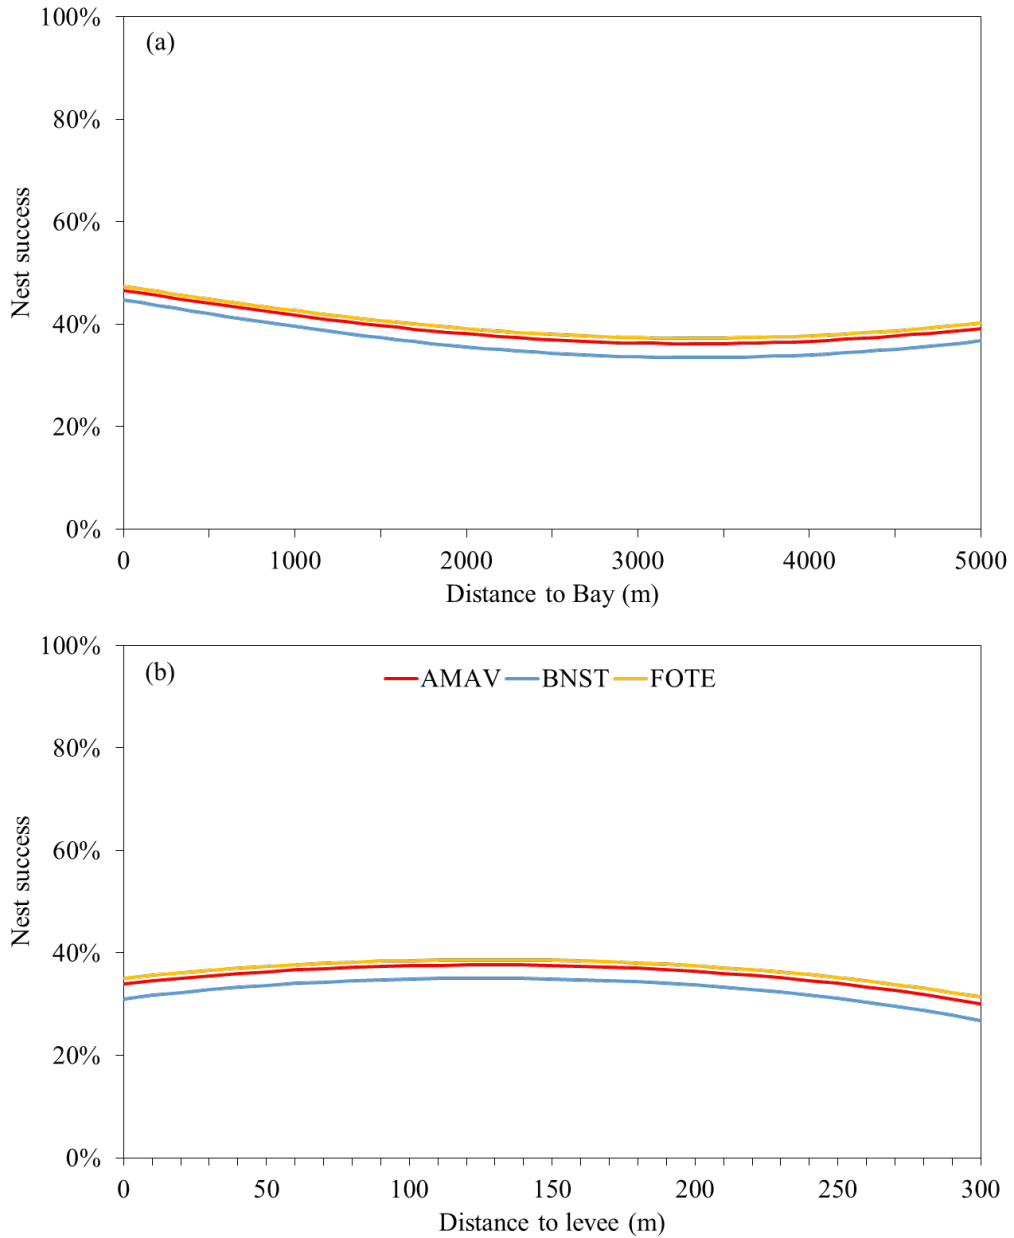 100%
(a)
80%
60%
40%
20%
0%
Nest success
0 1000 2000 3000 4000 5000
Distance to Bay (m)
100%
(b)
AMAV BNST FOTE
80%
60%
40%
20%
0%
Nest success
0 50 100 150 200 250 300
Distance to levee (m)